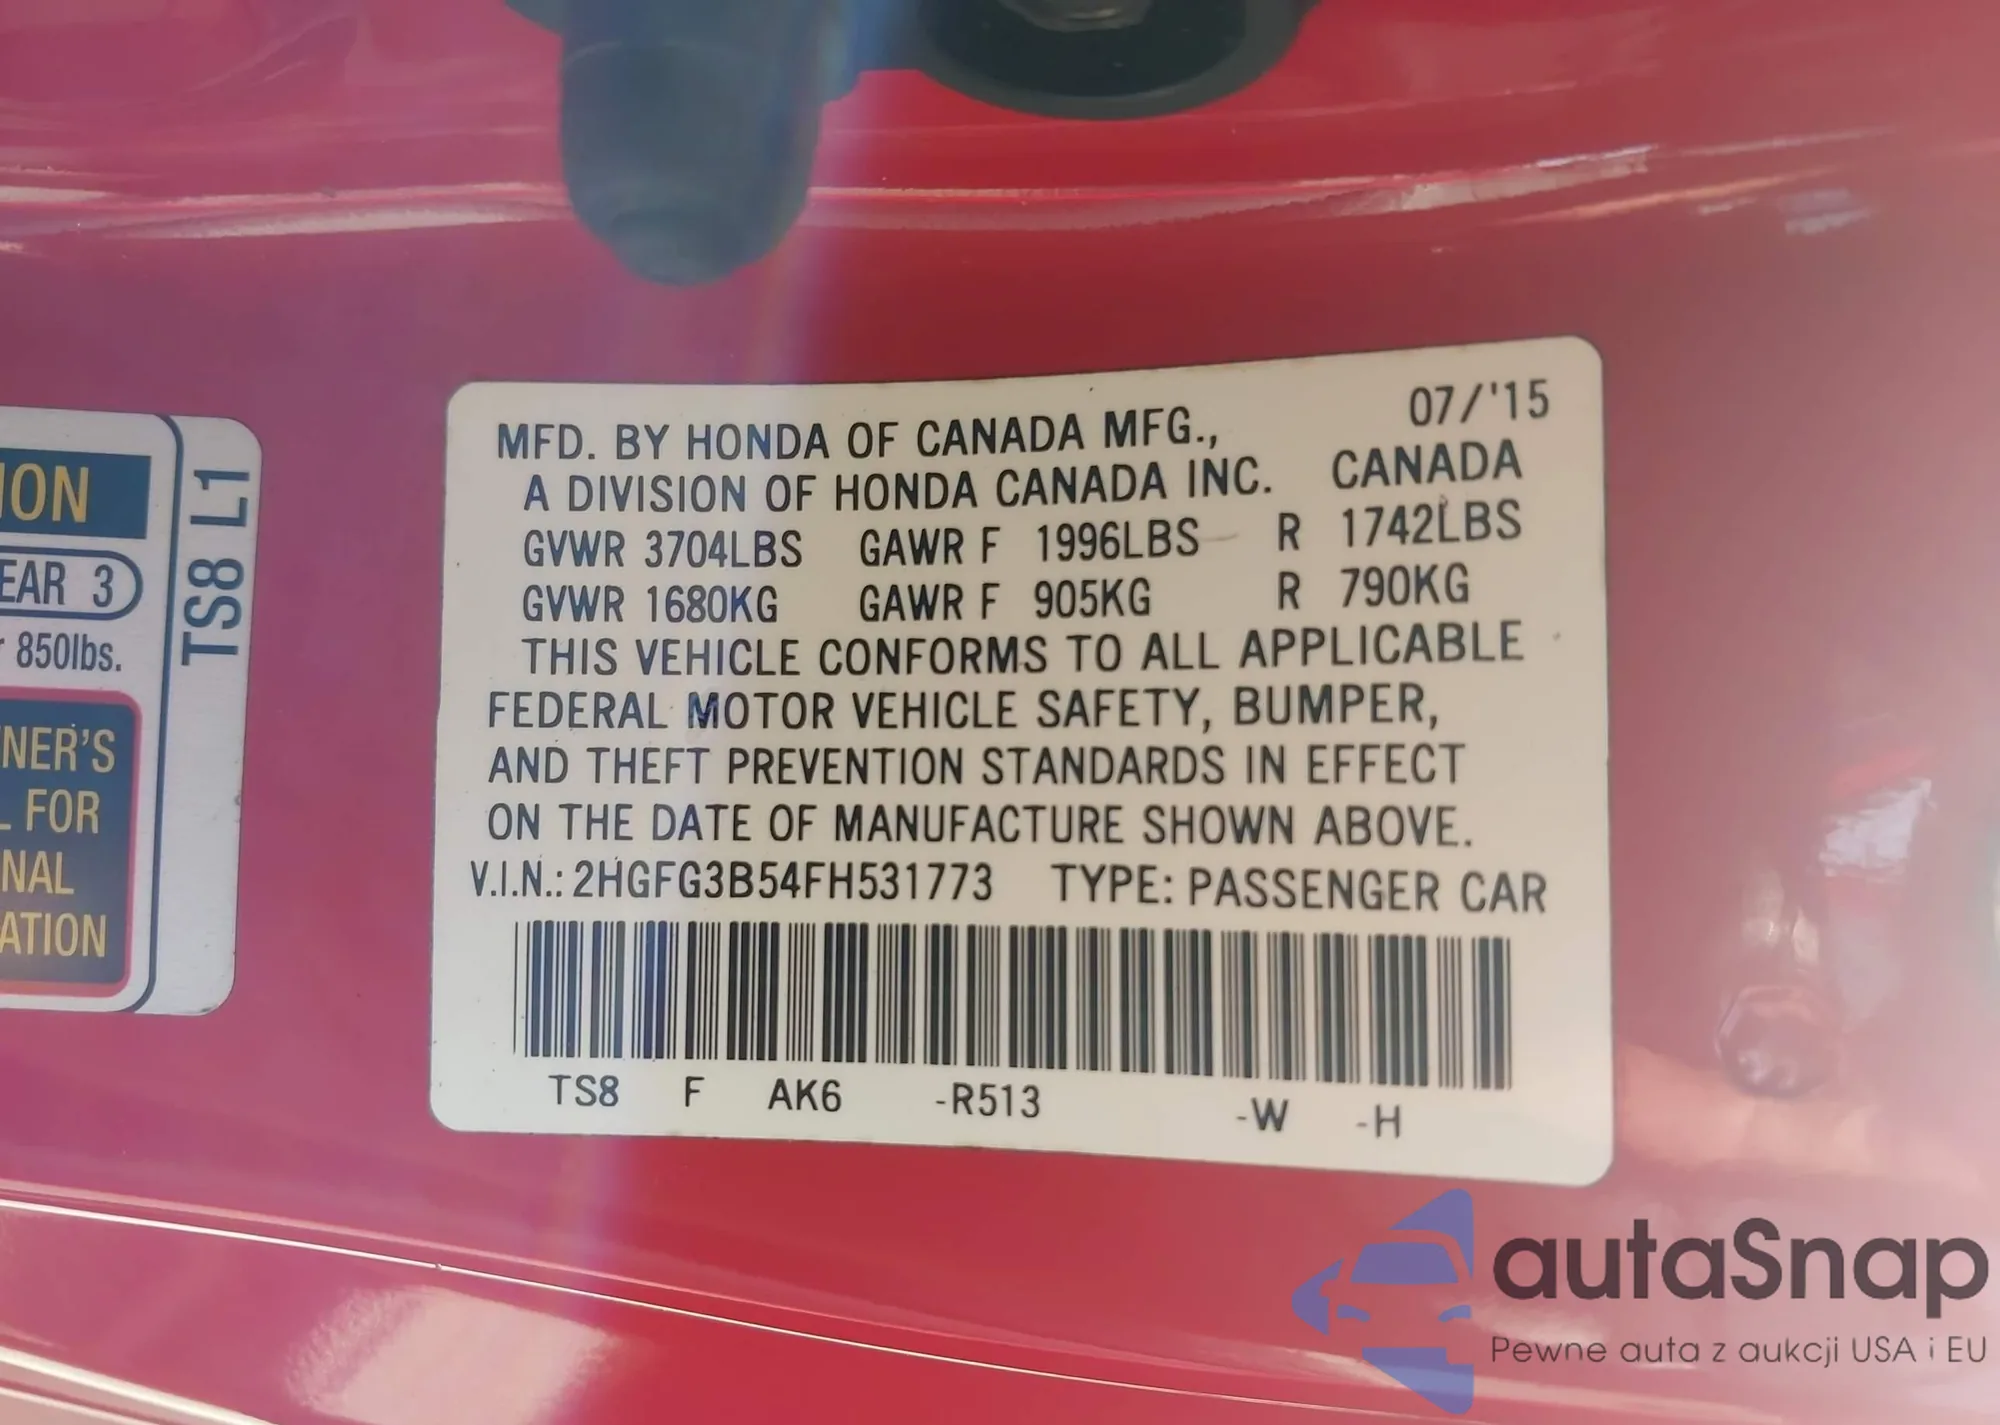 ION
EAR 3
850lbs.
NER'S
L FOR
NAL
ATION
TS8 L1
07/'15
MFD. BY HONDA OF CANADA MFG.,
A DIVISION OF HONDA CANADA INC. CANADA
GVWR 3704LBS GAWR F 1996LBS R 1742LBS
GVWR 1680KG GAWR F 905KG R 790KG
THIS VEHICLE CONFORMS TO ALL APPLICABLE
FEDERAL MOTOR VEHICLE SAFETY, BUMPER,
AND THEFT PREVENTION STANDARDS IN EFFECT
ON THE DATE OF MANUFACTURE SHOWN ABOVE.
V.I.N.: 2HGFG3B54FH531773 TYPE: PASSENGER CAR
TS8 F AK6 -R513 -W -H
autaSnap
Pewne auta z aukcji USA i EU